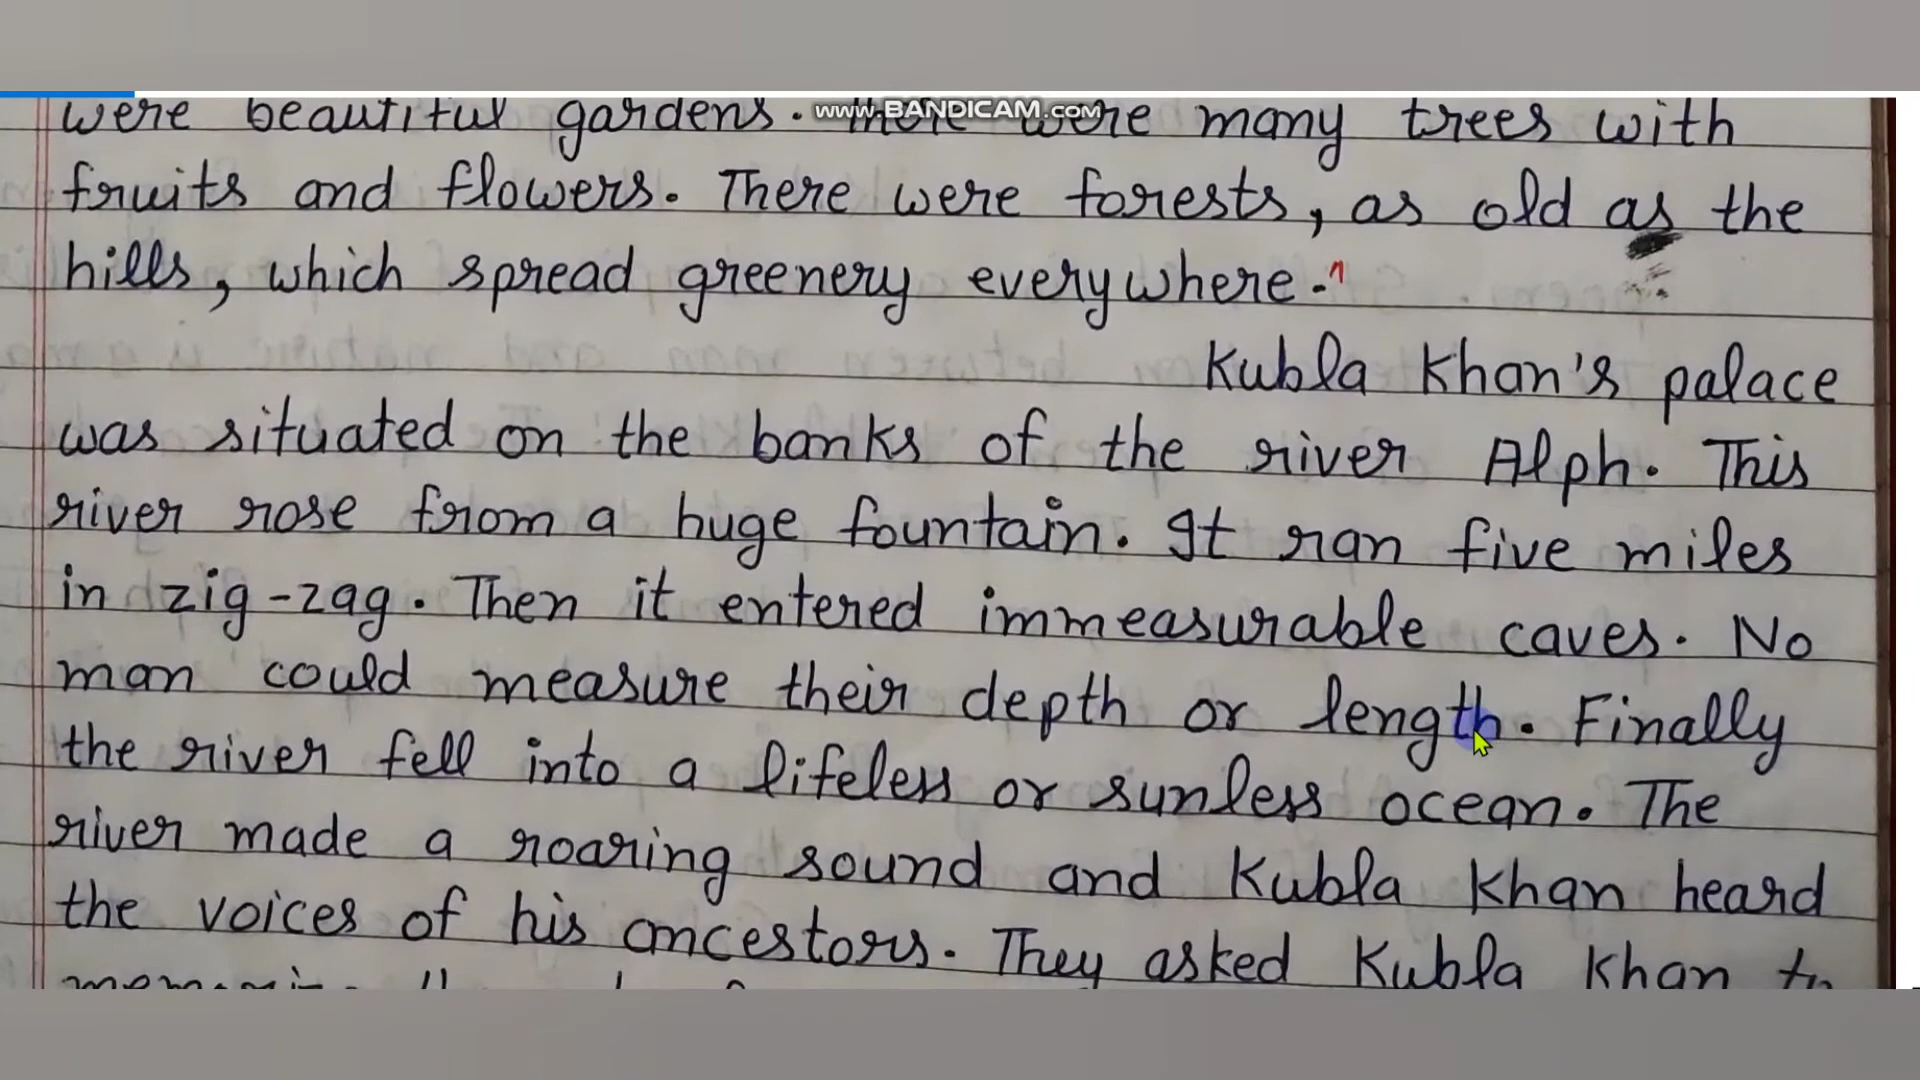 www.BANDICAM.com
were beautiful gardens. There were many trees with
fruits and flowers. There were forests, as old as the
hills, which spread greenery everywhere.
Kubla Khan's palace
was situated on the banks of the river Alph. This
river rose from a huge fountain. It ran five miles
in zig-zag. Then it entered immeasurable caves. No
man could measure their depth or length. Finally
the river fell into a lifeless or sunless ocean. The
river made a roaring sound and Kubla Khan heard
the voices of his ancestors. They asked Kubla Khan to